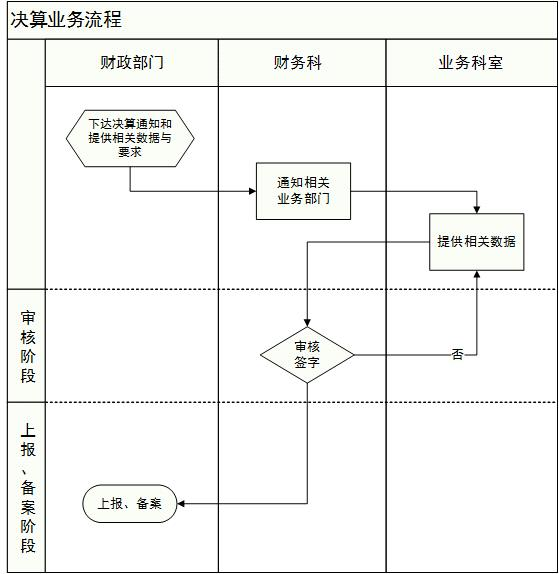 决算业务流程
财政部门
财务科
业务科室
下达决算通知和
提供相关数据与
要求
通知相关
业务部门
提供相关数据
审
核
阶
段
审核
签字
否
上
报
、
备
案
阶
段
上报、备案